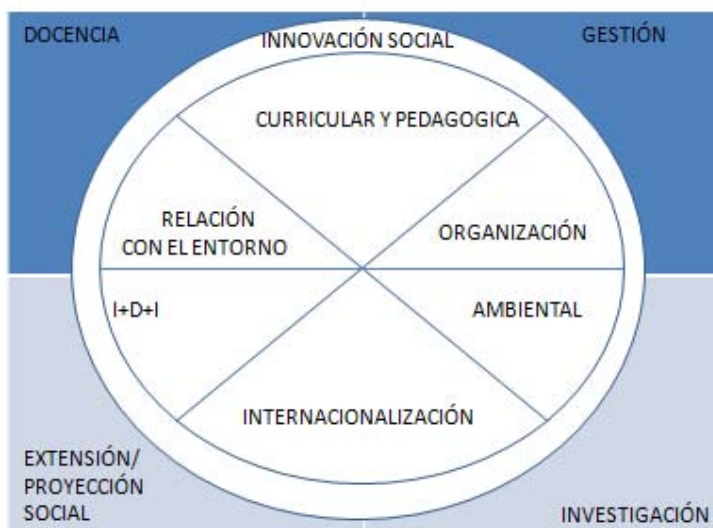 DOCENCIA
INNOVACIÓN SOCIAL
GESTIÓN
CURRICULAR Y PEDAGOGICA
RELACIÓN
CON EL ENTORNO
ORGANIZACIÓN
I+D+I
AMBIENTAL
INTERNACIONALIZACIÓN
EXTENSIÓN/
PROYECCIÓN
SOCIAL
INVESTIGACIÓN